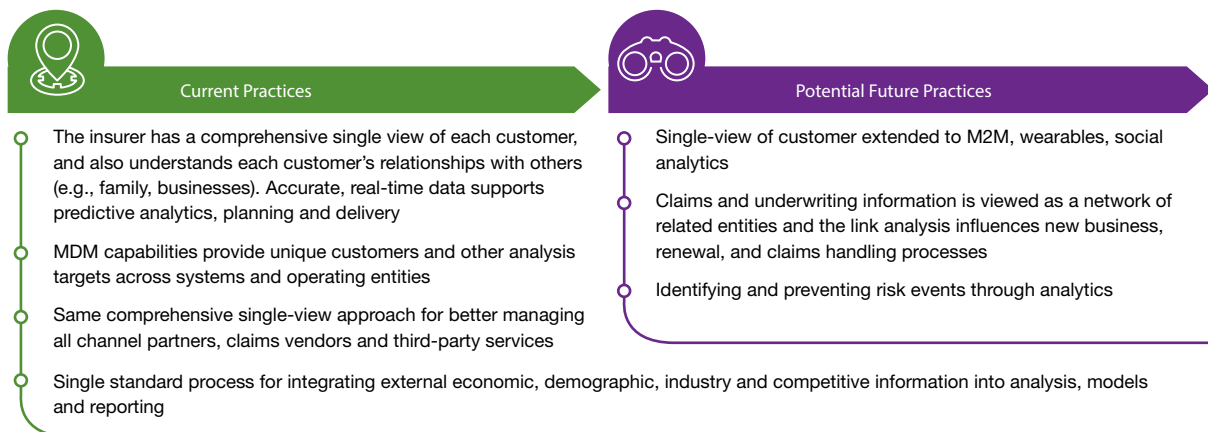 Current Practices
The insurer has a comprehensive single view of each customer,
and also understands each customer's relationships with others
(e.g., family, businesses). Accurate, real-time data supports
predictive analytics, planning and delivery
MDM capabilities provide unique customers and other analysis
targets across systems and operating entities
Same comprehensive single-view approach for better managing
all channel partners, claims vendors and third-party services
Single standard process for integrating external economic, demographic, industry and competitive information into analysis, models
and reporting
Potential Future Practices
Single-view of customer extended to M2M, wearables, social
analytics
Claims and underwriting information is viewed as a network of
related entities and the link analysis influences new business,
renewal, and claims handling processes
Identifying and preventing risk events through analytics